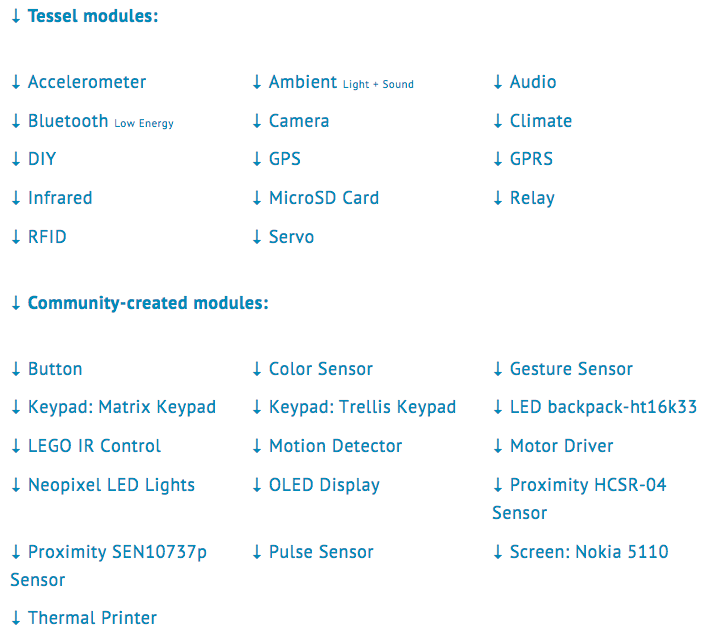 ↓ Tessel modules:
↓ Accelerometer ↓ Ambient Light + Sound ↓ Audio
↓ Bluetooth Low Energy ↓ Camera ↓ Climate
↓ DIY ↓ GPS ↓ GPRS
↓ Infrared ↓ MicroSD Card ↓ Relay
↓ RFID ↓ Servo
↓ Community-created modules:
↓ Button ↓ Color Sensor ↓ Gesture Sensor
↓ Keypad: Matrix Keypad ↓ Keypad: Trellis Keypad ↓ LED backpack-ht16k33
↓ LEGO IR Control ↓ Motion Detector ↓ Motor Driver
↓ Neopixel LED Lights ↓ OLED Display ↓ Proximity HCSR-04
Sensor
↓ Proximity SEN10737p ↓ Pulse Sensor ↓ Screen: Nokia 5110
Sensor
↓ Thermal Printer